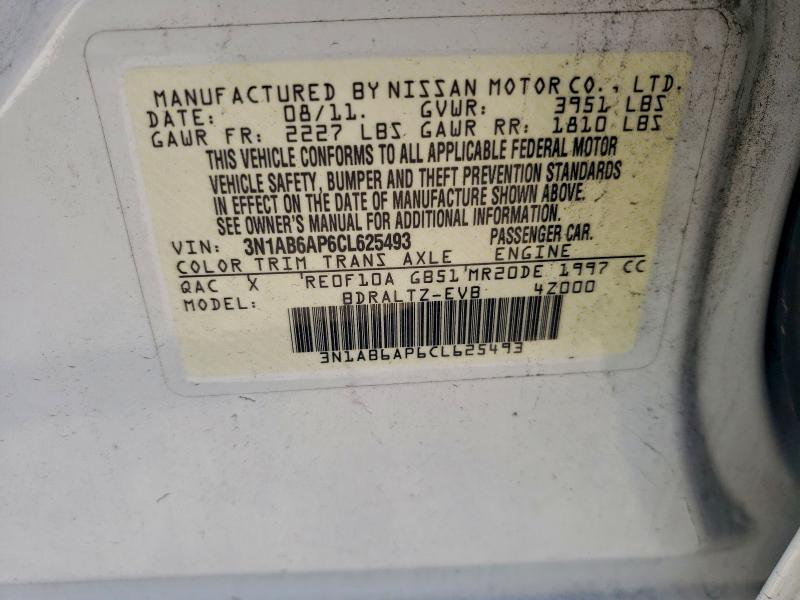 MANUFACTURED BY NISSAN MOTOR CO., LTD.
DATE: 08/11. GVWR: 3951 LBS
GAWR FR: 2227 LBS GAWR RR: 1810 LBS
THIS VEHICLE CONFORMS TO ALL APPLICABLE FEDERAL MOTOR
VEHICLE SAFETY, BUMPER AND THEFT PREVENTION STANDARDS
IN EFFECT ON THE DATE OF MANUFACTURE SHOWN ABOVE.
SEE OWNER'S MANUAL FOR ADDITIONAL INFORMATION.
VIN: 3N1AB6AP6CL625493 PASSENGER CAR.
COLOR TRIM TRANS AXLE ENGINE
QAC X RE0F10A GB51 MR20DE 1997 CC
MODEL: BDRALTZ-EVB 4Z000
3N1AB6AP6CL625493